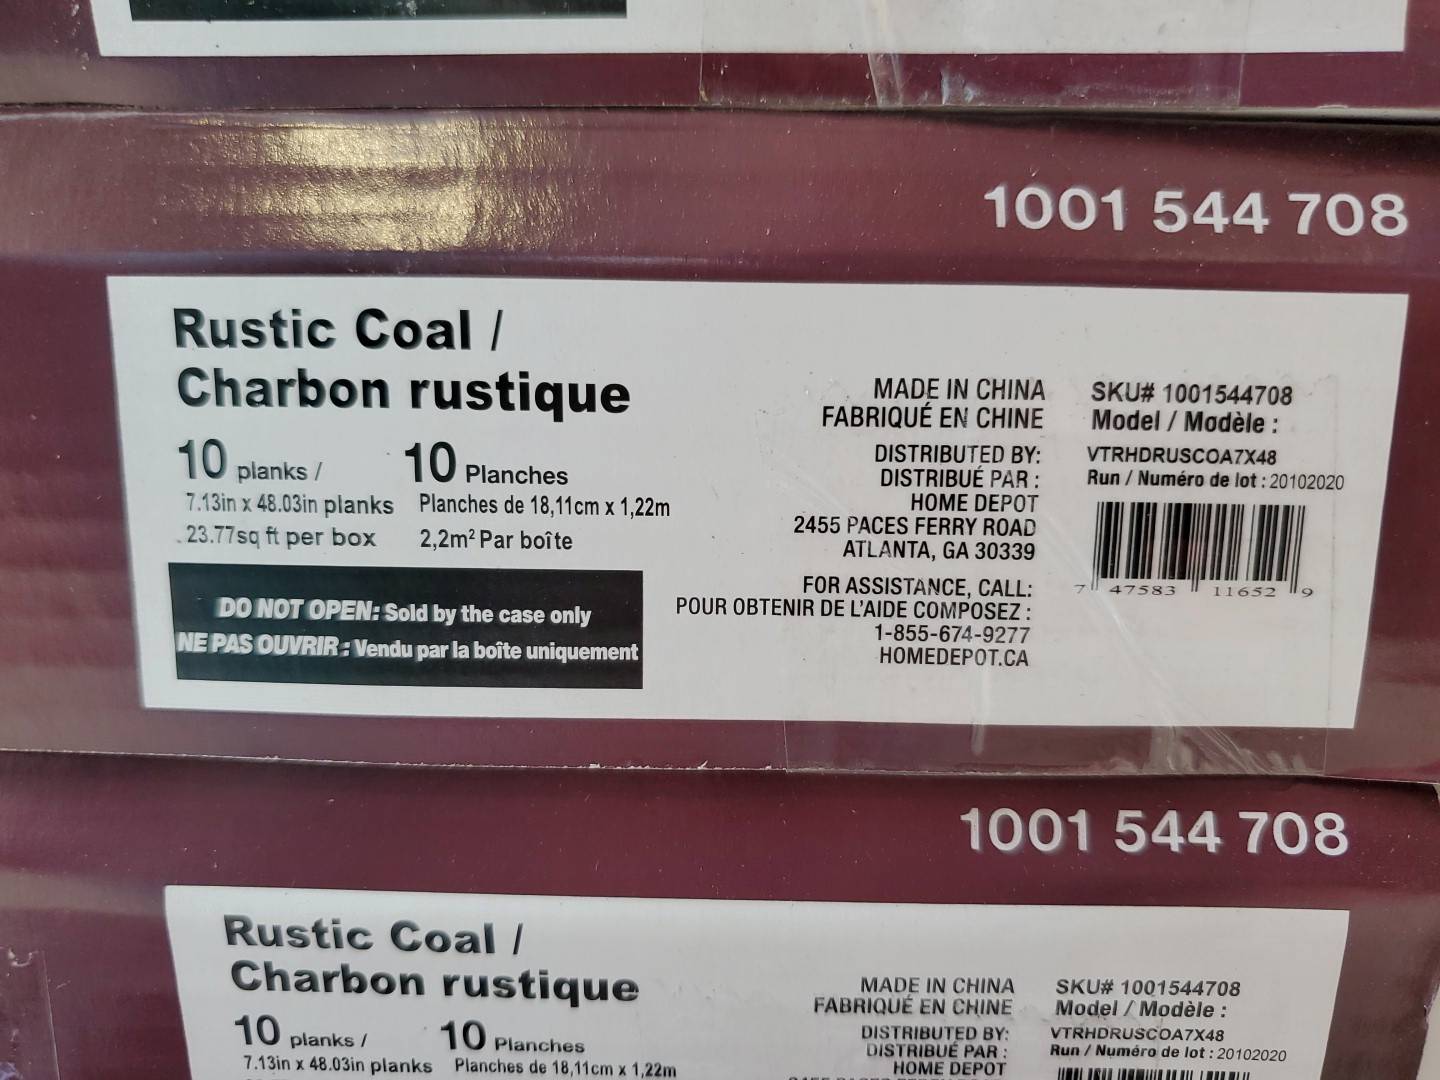 1001 544 708
Rustic Coal /
Charbon rustique
10 planks / 10 Planches
7.13in x 48.03in planks Planches de 18,11cm x 1,22m
23.77sq ft per box 2,2m² Par boîte
DO NOT OPEN: Sold by the case only
NE PAS OUVRIR : Vendu par la boîte uniquement
MADE IN CHINA
FABRIQUÉ EN CHINE
DISTRIBUTED BY:
DISTRIBUÉ PAR :
HOME DEPOT
2455 PACES FERRY ROAD
ATLANTA, GA 30339
FOR ASSISTANCE, CALL:
POUR OBTENIR DE L'AIDE COMPOSEZ :
1-855-674-9277
HOMEDEPOT.CA
SKU# 1001544708
Model / Modèle :
VTRHDRUSCOA7X48
Run / Numéro de lot : 20102020
7 47583 11652 9
1001 544 708
Rustic Coal /
Charbon rustique
10 planks / 10 Planches
7.13in x 48.03in planks Planches de 18,11cm x 1,22m
MADE IN CHINA
FABRIQUÉ EN CHINE
DISTRIBUTED BY:
DISTRIBUÉ PAR :
HOME DEPOT
SKU# 1001544708
Model / Modèle :
VTRHDRUSCOA7X48
Run / Numéro de lot : 20102020